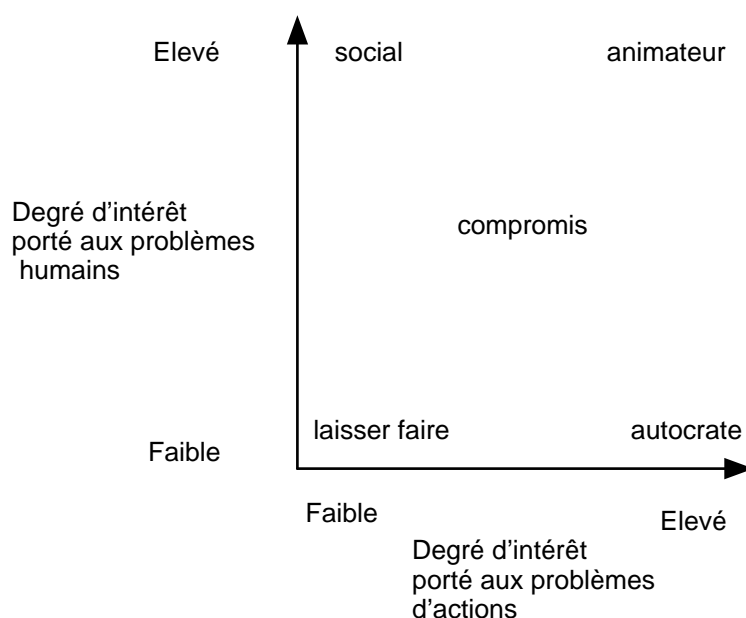 Elevé social animateur
Degré d'intérêt
porté aux problèmes
humains
compromis
laisser faire autocrate
Faible
Faible Elevé
Degré d'intérêt
porté aux problèmes
d'actions